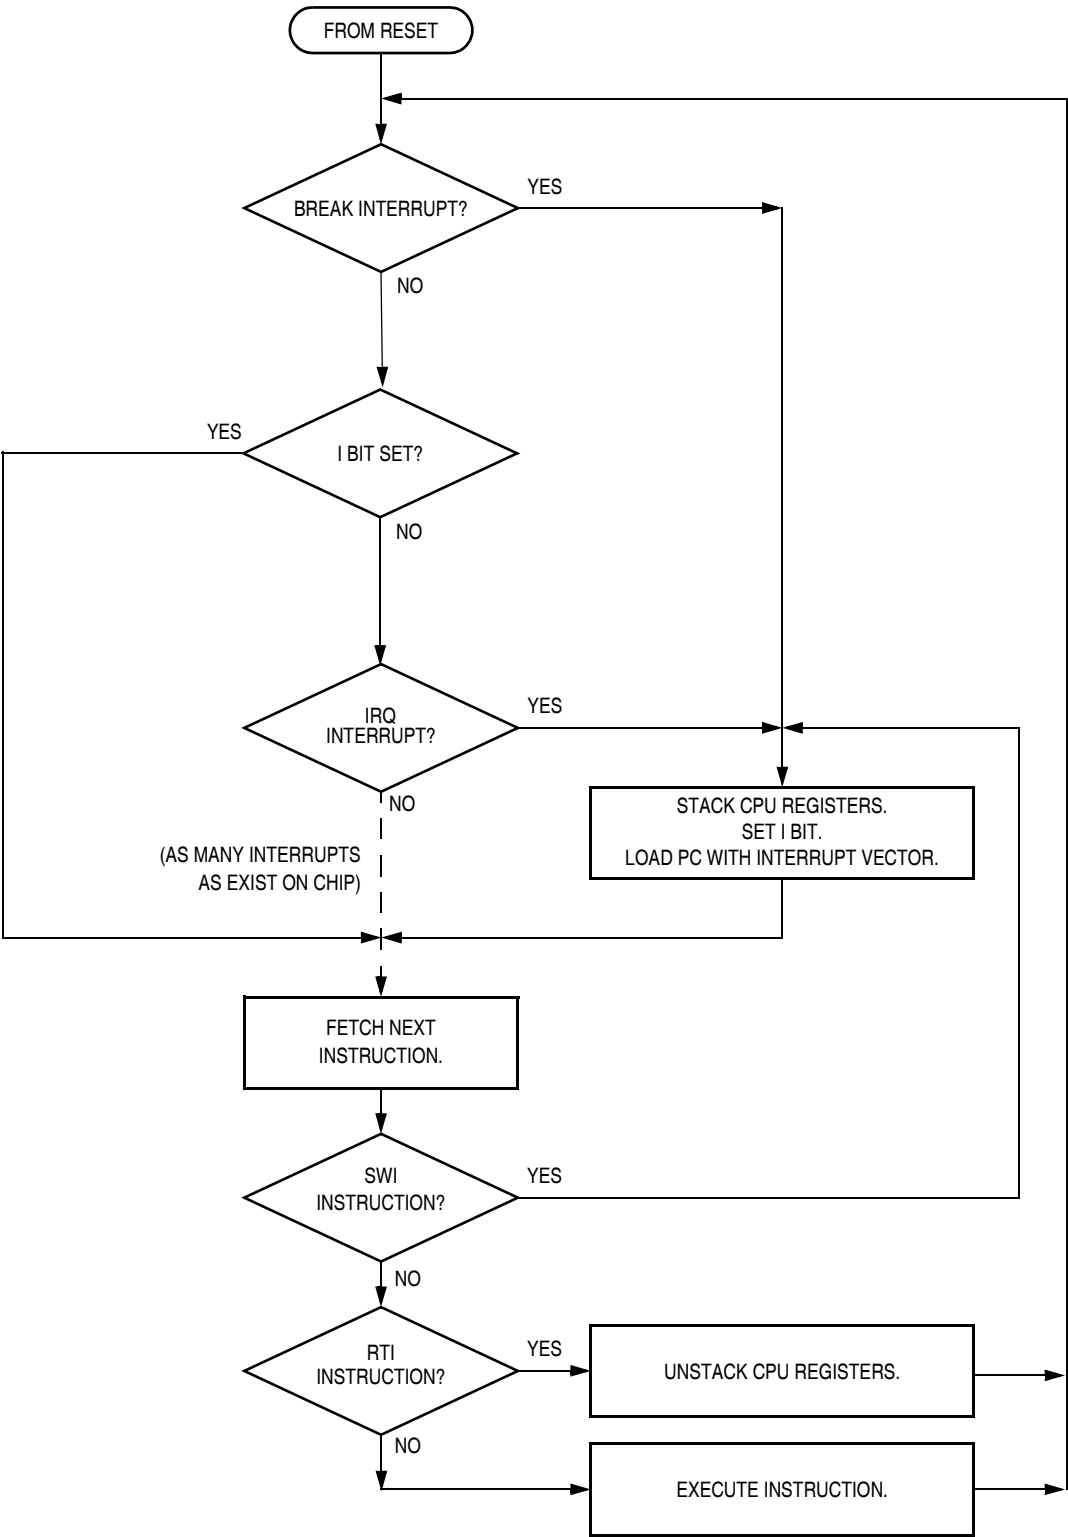 FROM RESET
BREAK INTERRUPT?
YES
NO
YES
I BIT SET?
NO
IRQ
INTERRUPT?
YES
NO
STACK CPU REGISTERS.
SET I BIT.
LOAD PC WITH INTERRUPT VECTOR.
(AS MANY INTERRUPTS
AS EXIST ON CHIP)
FETCH NEXT
INSTRUCTION.
SWI
INSTRUCTION?
YES
NO
RTI
INSTRUCTION?
YES
UNSTACK CPU REGISTERS.
NO
EXECUTE INSTRUCTION.